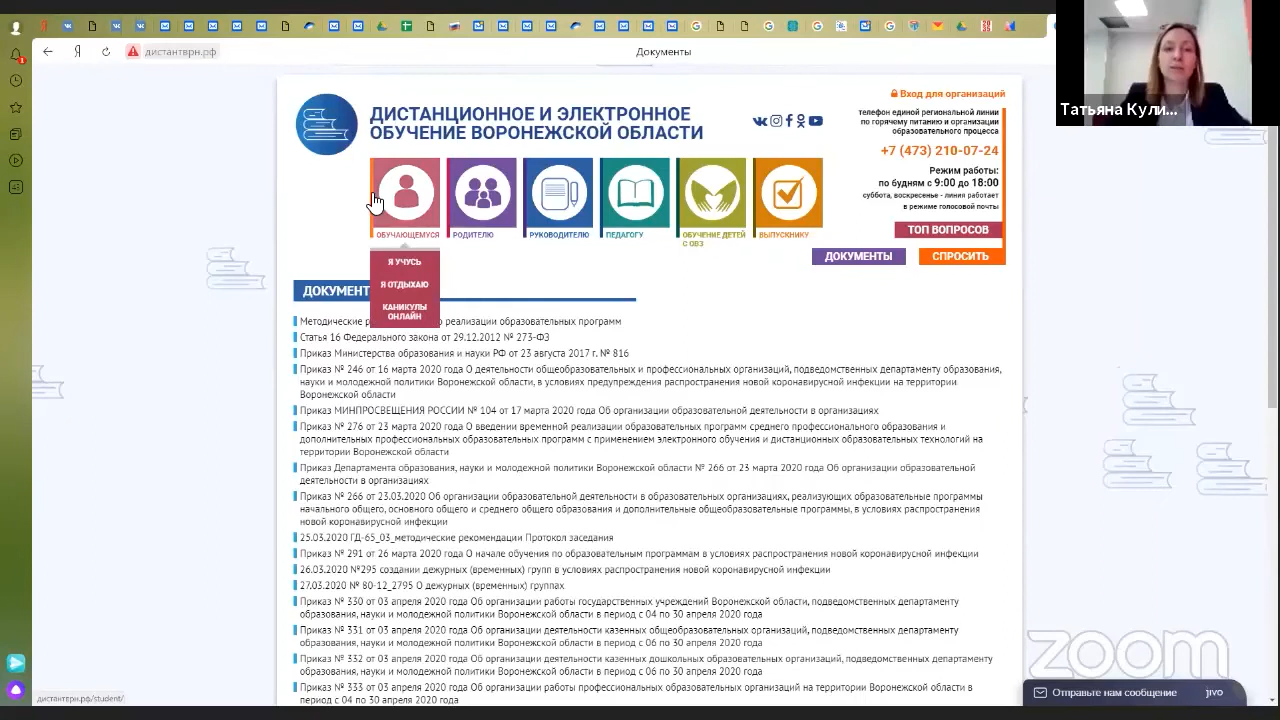 дистантврн.рф
Документы
Татьяна Кули...
ДИСТАНЦИОННОЕ И ЭЛЕКТРОННОЕ
ОБУЧЕНИЕ ВОРОНЕЖСКОЙ ОБЛАСТИ
Вход для организаций
телефон единой региональной линии
по горячему питанию и организации
образовательного процесса
+7 (473) 210-07-24
Режим работы:
по будням с 9:00 до 18:00
суббота, воскресенье - линия работает
в режиме голосовой почты
ТОП ВОПРОСОВ
ДОКУМЕНТЫ
СПРОСИТЬ
ОБУЧАЮЩЕМУСЯ
РОДИТЕЛЮ
РУКОВОДИТЕЛЮ
ПЕДАГОГУ
ОБУЧЕНИЕ ДЕТЕЙ
С ОВЗ
ВЫПУСКНИКУ
Я УЧУСЬ
Я ОТДЫХАЮ
КАНИКУЛЫ
ОНЛАЙН
ДОКУМЕНТ
Методические р о реализации образовательных программ
Статья 16 Федерального закона от 29.12.2012 № 273-ФЗ
Приказ Министерства образования и науки РФ от 23 августа 2017 г. № 816
Приказ № 246 от 16 марта 2020 года О деятельности общеобразовательных и профессиональных организаций, подведомственных департаменту образования,
науки и молодежной политики Воронежской области, в условиях предупреждения распространения новой коронавирусной инфекции на территории
Воронежской области
Приказ МИНПРОСВЕЩЕНИЯ РОССИИ № 104 от 17 марта 2020 года Об организации образовательной деятельности в организациях
Приказ № 276 от 23 марта 2020 года О введении временной реализации образовательных программ среднего профессионального образования и
дополнительных профессиональных образовательных программ с применением электронного обучения и дистанционных образовательных технологий на
территории Воронежской области
Приказ Департамента образования, науки и молодежной политики Воронежской области № 266 от 23 марта 2020 года Об организации образовательной
деятельности в организациях
Приказ № 266 от 23.03.2020 Об организации образовательной деятельности в образовательных организациях, реализующих образовательные программы
начального общего, основного общего и среднего общего образования и дополнительные общеобразовательные программы, в условиях распространения
новой коронавирусной инфекции
25.03.2020 ГД-65_03_методические рекомендации Протокол заседания
Приказ № 291 от 26 марта 2020 года О начале обучения по образовательным программам в условиях распространения новой коронавирусной инфекции
26.03.2020 №295 создании дежурных (временных) групп в условиях распространения новой коронавирусной инфекции
27.03.2020 № 80-12_2795 О дежурных (временных) группах
Приказ № 330 от 03 апреля 2020 года Об организации работы государственных учреждений Воронежской области, подведомственных департаменту
образования, науки и молодежной политики Воронежской области в период с 04 по 30 апреля 2020 года
Приказ № 331 от 03 апреля 2020 года Об организации деятельности казенных общеобразовательных организаций, подведомственных департаменту
образования, науки и молодежной политики Воронежской области в период с 06 по 30 апреля 2020 года
Приказ № 332 от 03 апреля 2020 года Об организации деятельности казенных дошкольных образовательных организаций, подведомственных департаменту
образования, науки и молодежной политики Воронежской области в период с 06 по 30 апреля 2020 года
Приказ № 333 от 03 апреля 2020 года Об организации работы профессиональных образовательных организаций на территории Воронежской области в
период с 04 по 30 апреля 2020 года
zoom
Отправьте нам сообщение
jivo
дистантврн.рф/student/